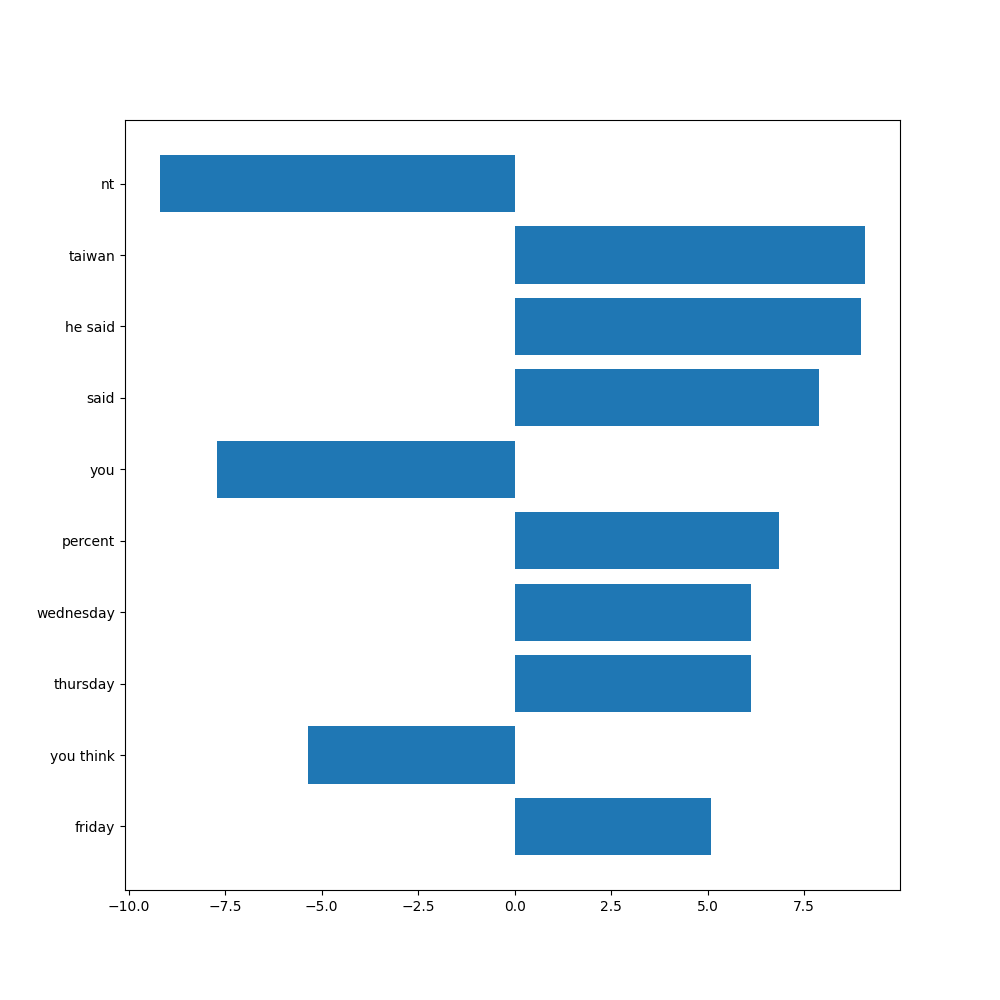 nt
taiwan
he said
said
you
percent
wednesday
thursday
you think
friday
−10.0 −7.5 −5.0 −2.5 0.0 2.5 5.0 7.5